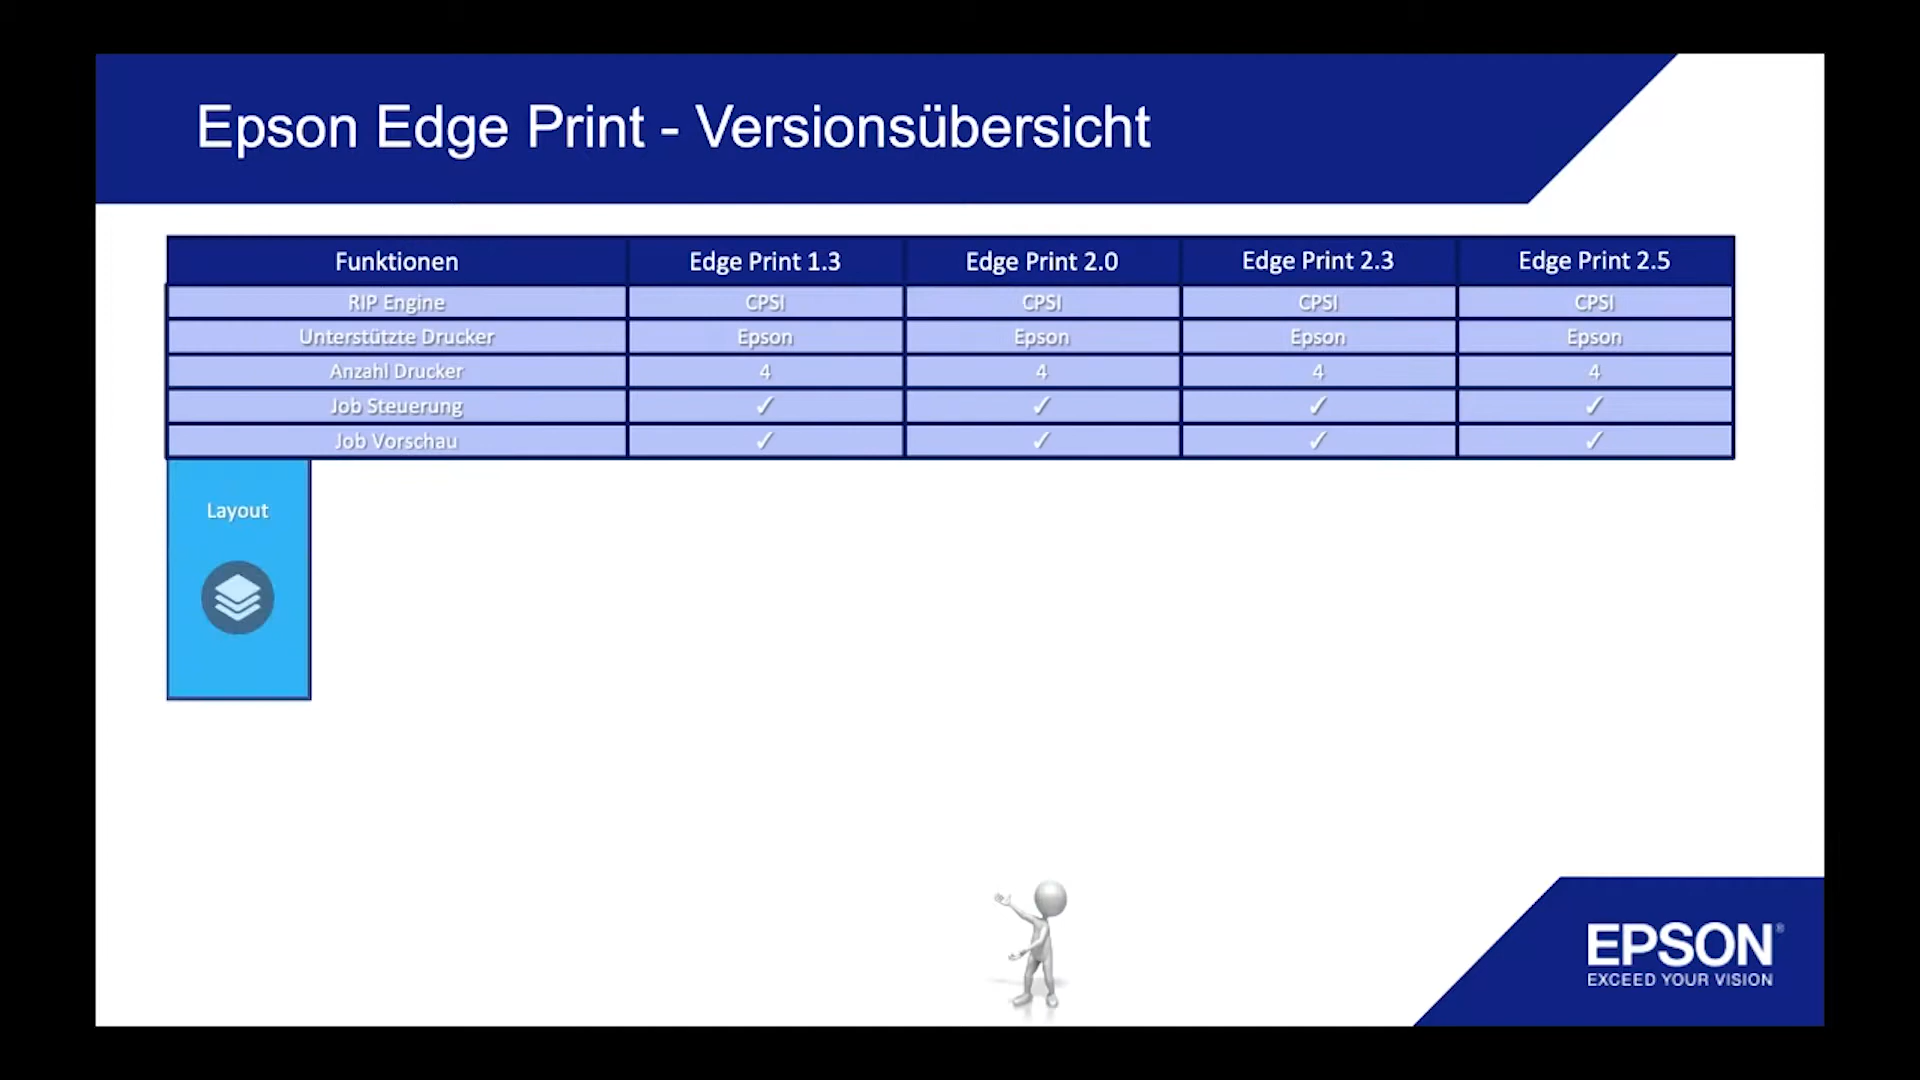 Epson Edge Print - Versionsübersicht
Funktionen Edge Print 1.3 Edge Print 2.0 Edge Print 2.3 Edge Print 2.5
RIP Engine CPSI CPSI CPSI CPSI
Unterstützte Drucker Epson Epson Epson Epson
Anzahl Drucker 4 4 4 4
Job Steuerung ✓ ✓ ✓ ✓
Job Vorschau ✓ ✓ ✓ ✓
Layout
EPSON®
EXCEED YOUR VISION